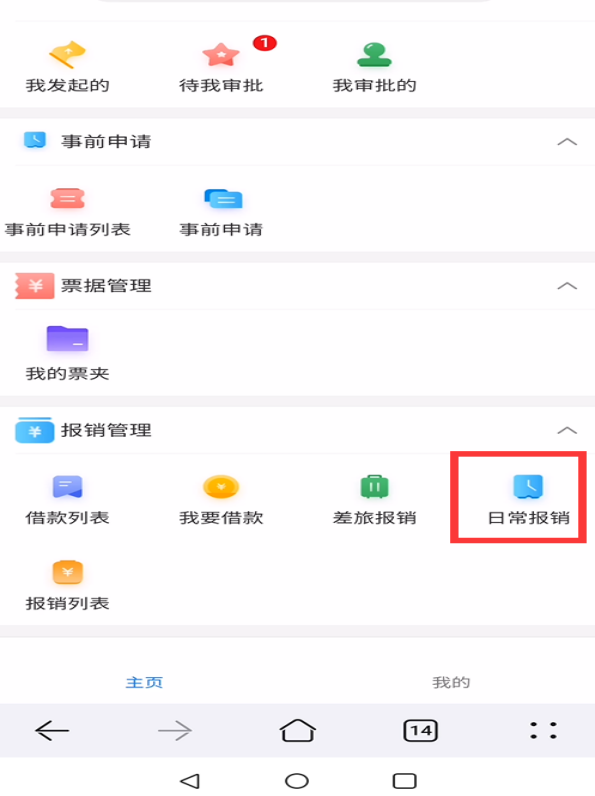 1
我发起的 待我审批 我审批的
事前申请
事前申请列表 事前申请
票据管理
我的票夹
报销管理
借款列表 我要借款 差旅报销 日常报销
报销列表
主页 我的
14